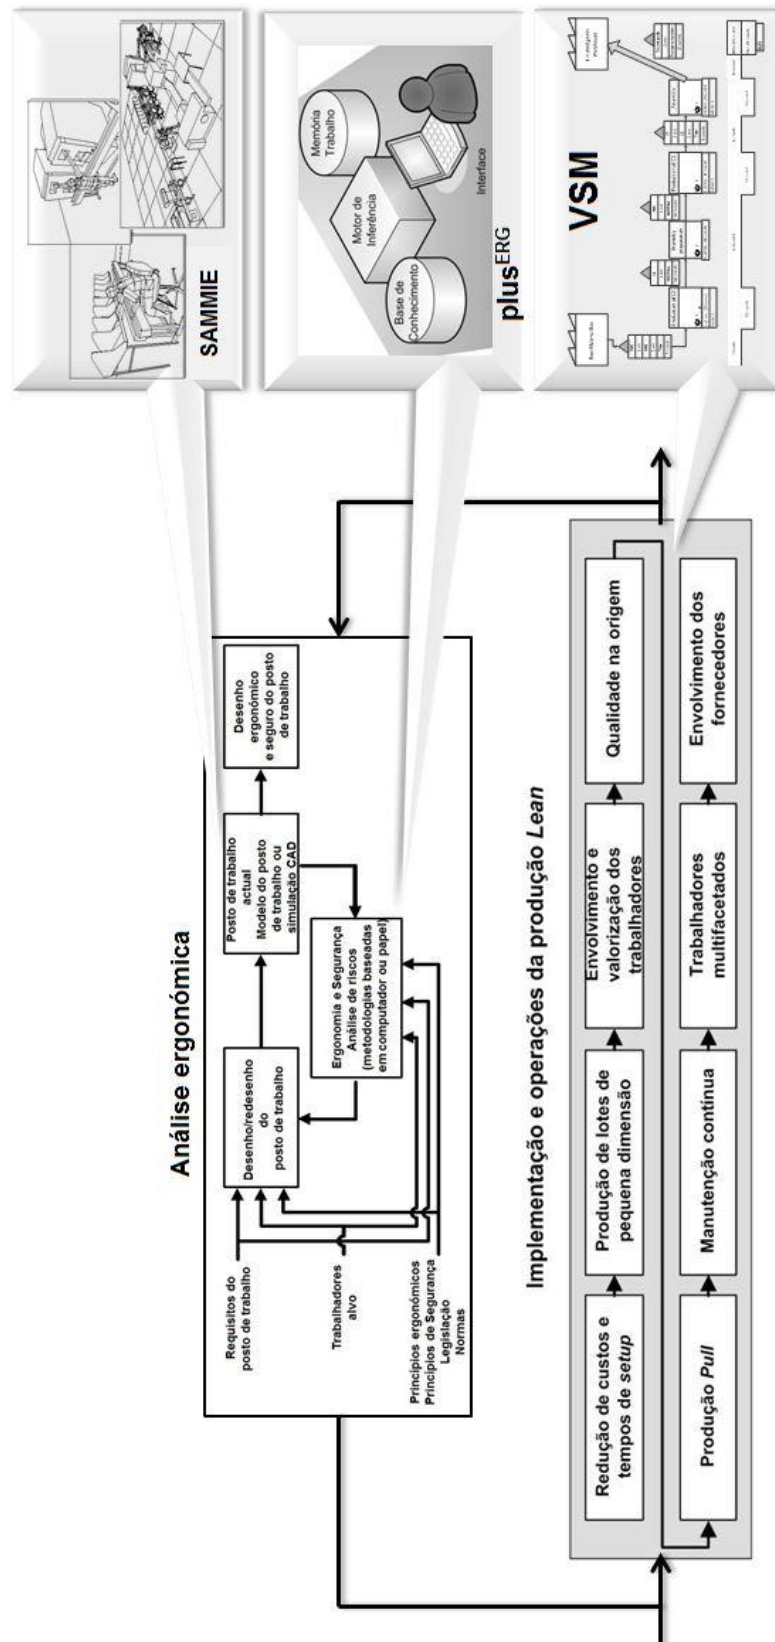 Análise ergonómica
Requisitos do
posto de trabalho
Trabalhadores
alvo
Princípios ergonómicos
Princípios de Segurança
Legislação
Normas
Desenho/redesenho
do
posto de trabalho
Posto de trabalho
actual
Modelo do posto
de trabalho ou
simulação CAD
Desenho
ergonómico
e seguro do posto
de trabalho
Ergonomia e Segurança
Análise de riscos
(metodologias baseadas
em computador ou papel)
Implementação e operações da produção Lean
Redução de custos e
tempos de setup
Produção de lotes de
pequena dimensão
Envolvimento e
valorização dos
trabalhadores
Qualidade na origem
Produção Pull
Manutenção contínua
Trabalhadores
multifacetados
Envolvimento dos
fornecedores
SAMMIE
Base de
Conhecimento
Motor de
Inferência
Memória
Trabalho
Interface
plusERG
VSM